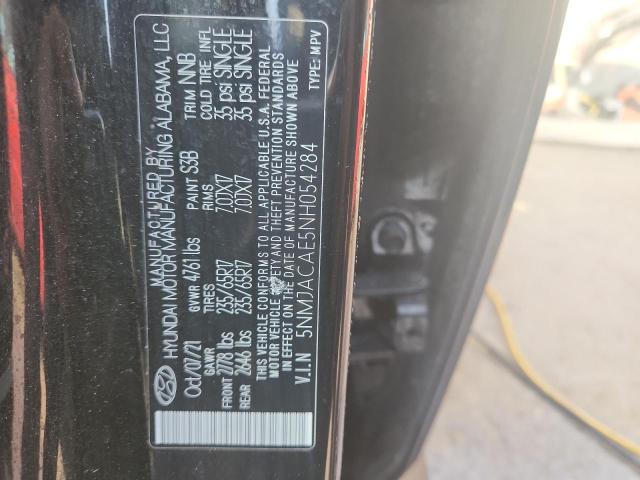 MANUFACTURED BY
HYUNDAI MOTOR MANUFACTURING ALABAMA, LLC
Oct/07/21 GVWR 4761 lbs PAINT S3B TRIM NNB
GAWR TIRES RIMS COLD TIRE INFL
FRONT 2778 lbs 235/65R17 7.0JX17 35 psi SINGLE
REAR 2646 lbs 235/65R17 7.0JX17 35 psi SINGLE
THIS VEHICLE CONFORMS TO ALL APPLICABLE U.S.A. FEDERAL
MOTOR VEHICLE SAFETY AND THEFT PREVENTION STANDARDS
IN EFFECT ON THE DATE OF MANUFACTURE SHOWN ABOVE
V.I.N 5NMJACAE5NH054284 TYPE: MPV